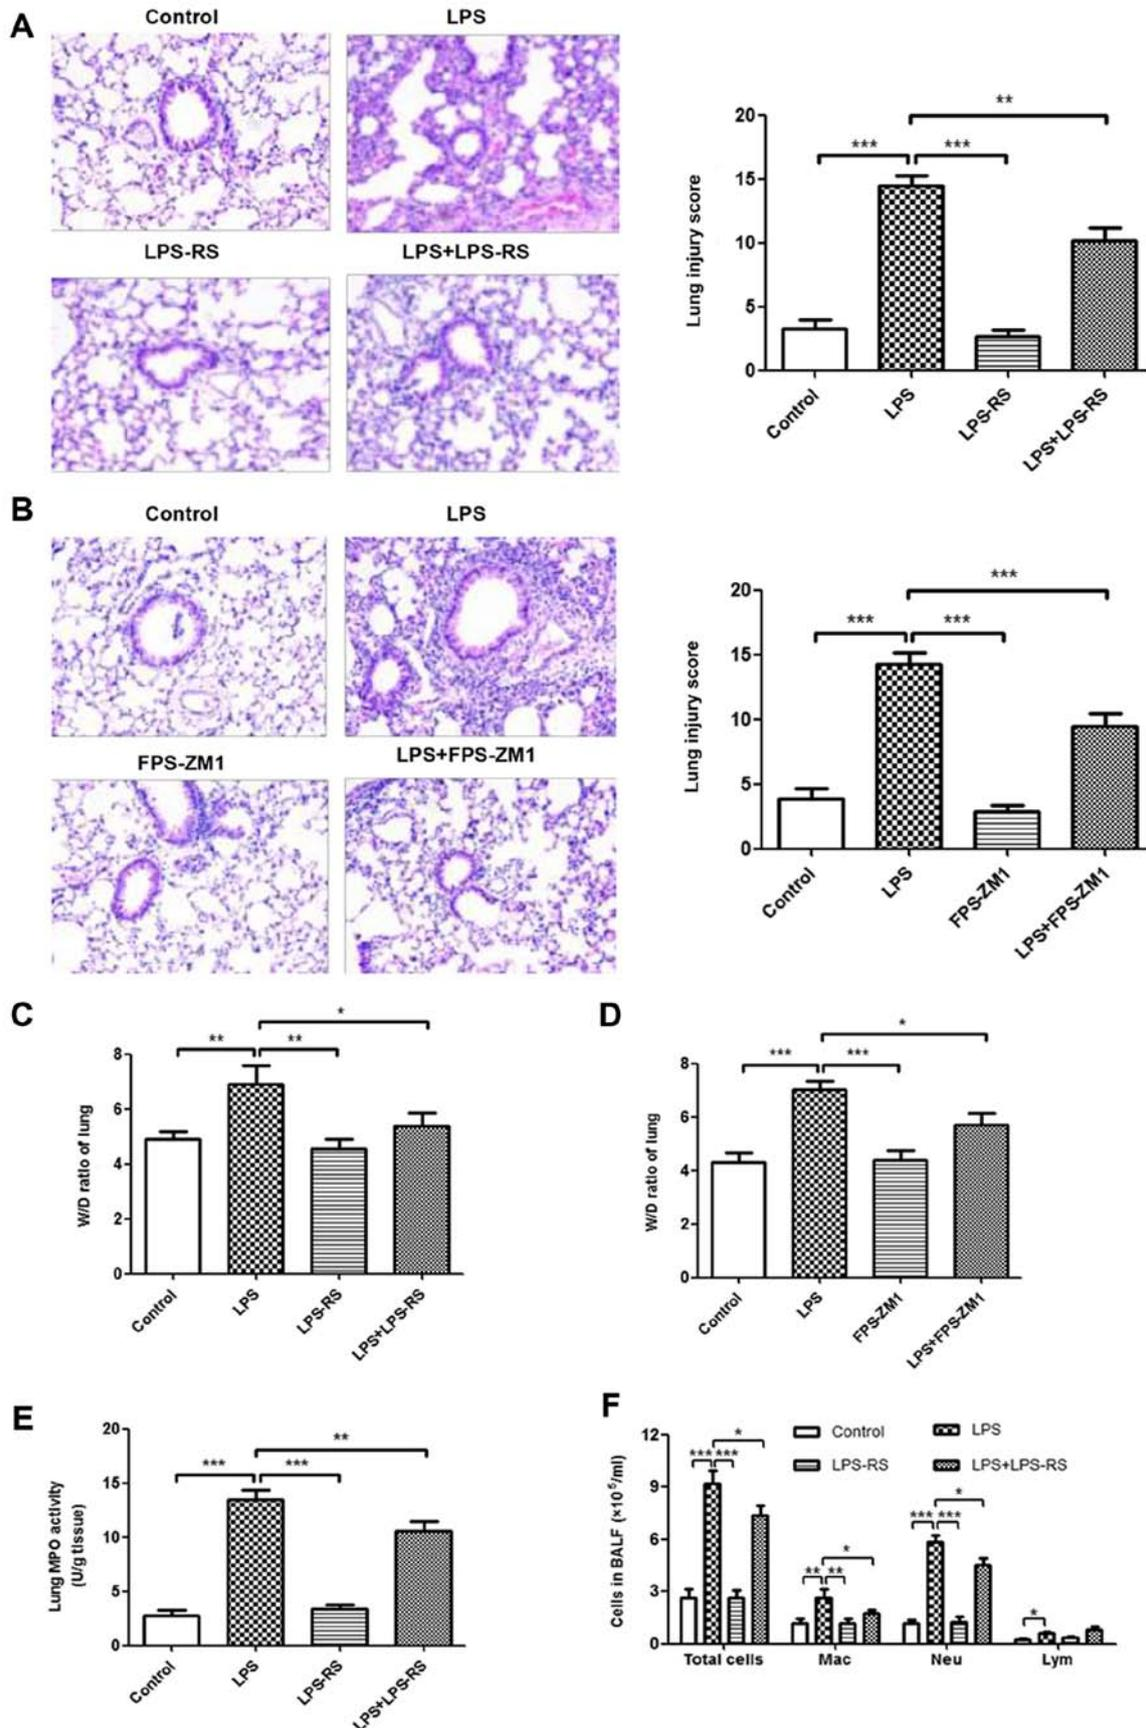 A
Control
LPS
LPS-RS
LPS+LPS-RS
Lung injury score
20
15
10
5
0
***
***
**
Control
LPS
LPS-RS
LPS+LPS-RS
B
Control
LPS
FPS-ZM1
LPS+FPS-ZM1
Lung injury score
20
15
10
5
0
***
***
***
Control
LPS
FPS-ZM1
LPS+FPS-ZM1
C
W/D ratio of lung
8
6
4
2
0
**
**
*
Control
LPS
LPS-RS
LPS+LPS-RS
D
W/D ratio of lung
8
6
4
2
0
***
***
*
Control
LPS
FPS-ZM1
LPS+FPS-ZM1
E
Lung MPO activity
(U/g tissue)
20
15
10
5
0
***
***
**
Control
LPS
LPS-RS
LPS+LPS-RS
F
Cells in BALF (×10⁵/ml)
12
9
6
3
0
Control
LPS
LPS-RS
LPS+LPS-RS
*
*** ***
*
** **
*
*** ***
*
Total cells
Mac
Neu
Lym